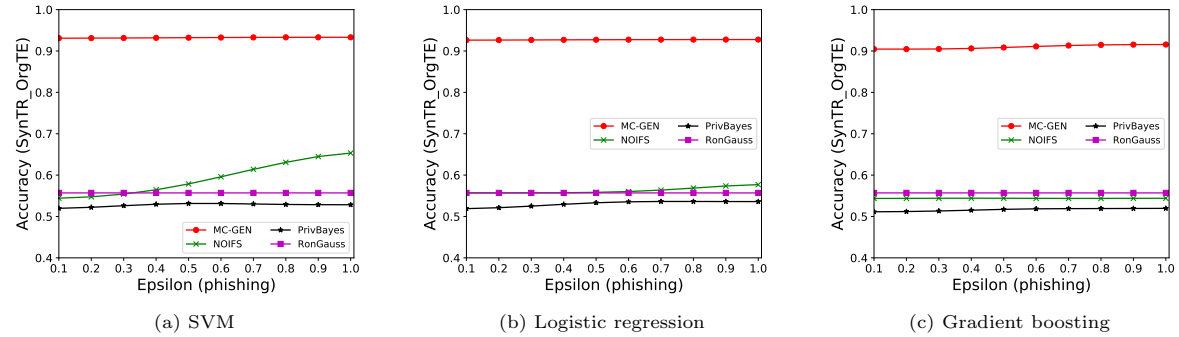 1.0
0.9
0.8
0.7
0.6
0.5
0.4
Accuracy (SynTR_OrgTE)
MC-GEN
NOIFS
PrivBayes
RonGauss
0.1 0.2 0.3 0.4 0.5 0.6 0.7 0.8 0.9 1.0
Epsilon (phishing)
(a) SVM
1.0
0.9
0.8
0.7
0.6
0.5
0.4
Accuracy (SynTR_OrgTE)
MC-GEN
NOIFS
PrivBayes
RonGauss
0.1 0.2 0.3 0.4 0.5 0.6 0.7 0.8 0.9 1.0
Epsilon (phishing)
(b) Logistic regression
1.0
0.9
0.8
0.7
0.6
0.5
0.4
Accuracy (SynTR_OrgTE)
MC-GEN
NOIFS
PrivBayes
RonGauss
0.1 0.2 0.3 0.4 0.5 0.6 0.7 0.8 0.9 1.0
Epsilon (phishing)
(c) Gradient boosting